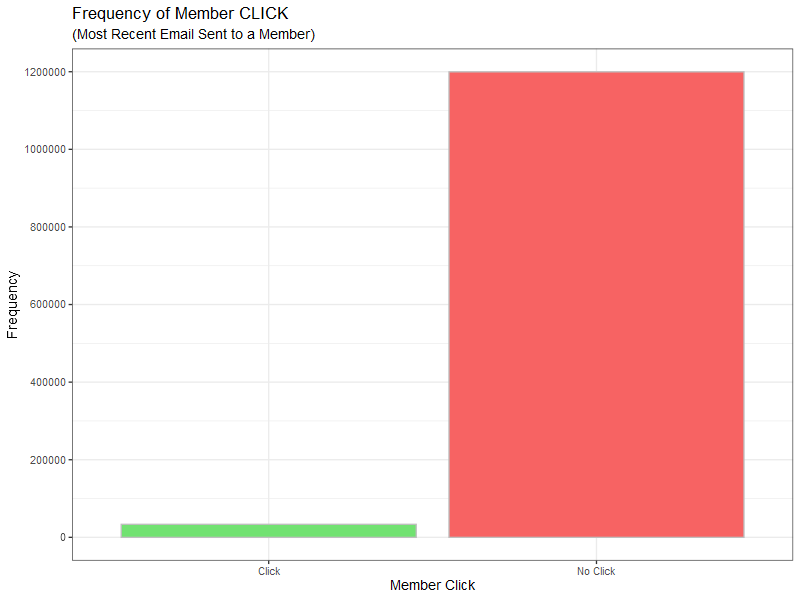 Frequency of Member CLICK
(Most Recent Email Sent to a Member)
Frequency
1200000
1000000
800000
600000
400000
200000
0
Click
No Click
Member Click